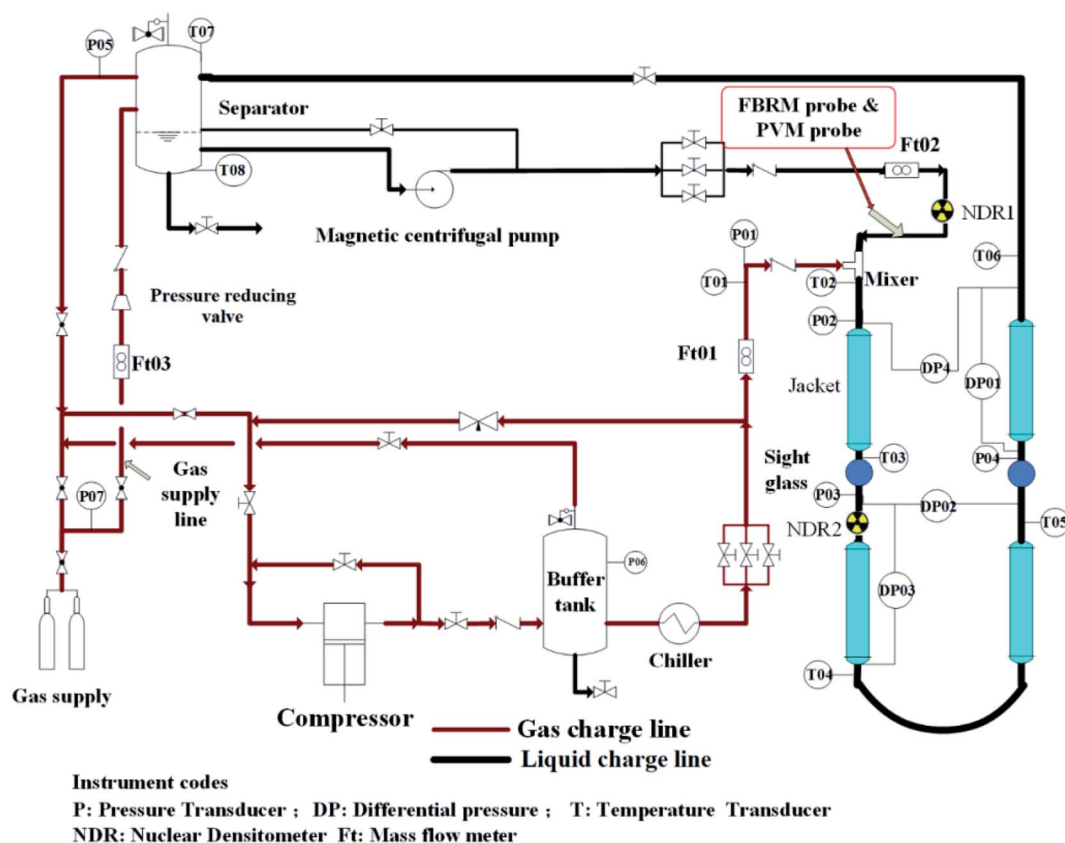 T07
P05
Separator
FBRM probe &
PVM probe
Ft02
T08
NDR1
Magnetic centrifugal pump
P01
T06
T01
T02
Mixer
Pressure reducing
valve
P02
Ft03
Ft01
DP4
DP01
Jacket
Gas
supply
line
Sight
glass
T03
P04
P07
P03
DP02
NDR2
T05
P06
Buffer
tank
DP03
Chiller
T04
Gas supply
Compressor
Gas charge line
Liquid charge line
Instrument codes
P: Pressure Transducer ; DP: Differential pressure ; T: Temperature Transducer
NDR: Nuclear Densitometer Ft: Mass flow meter